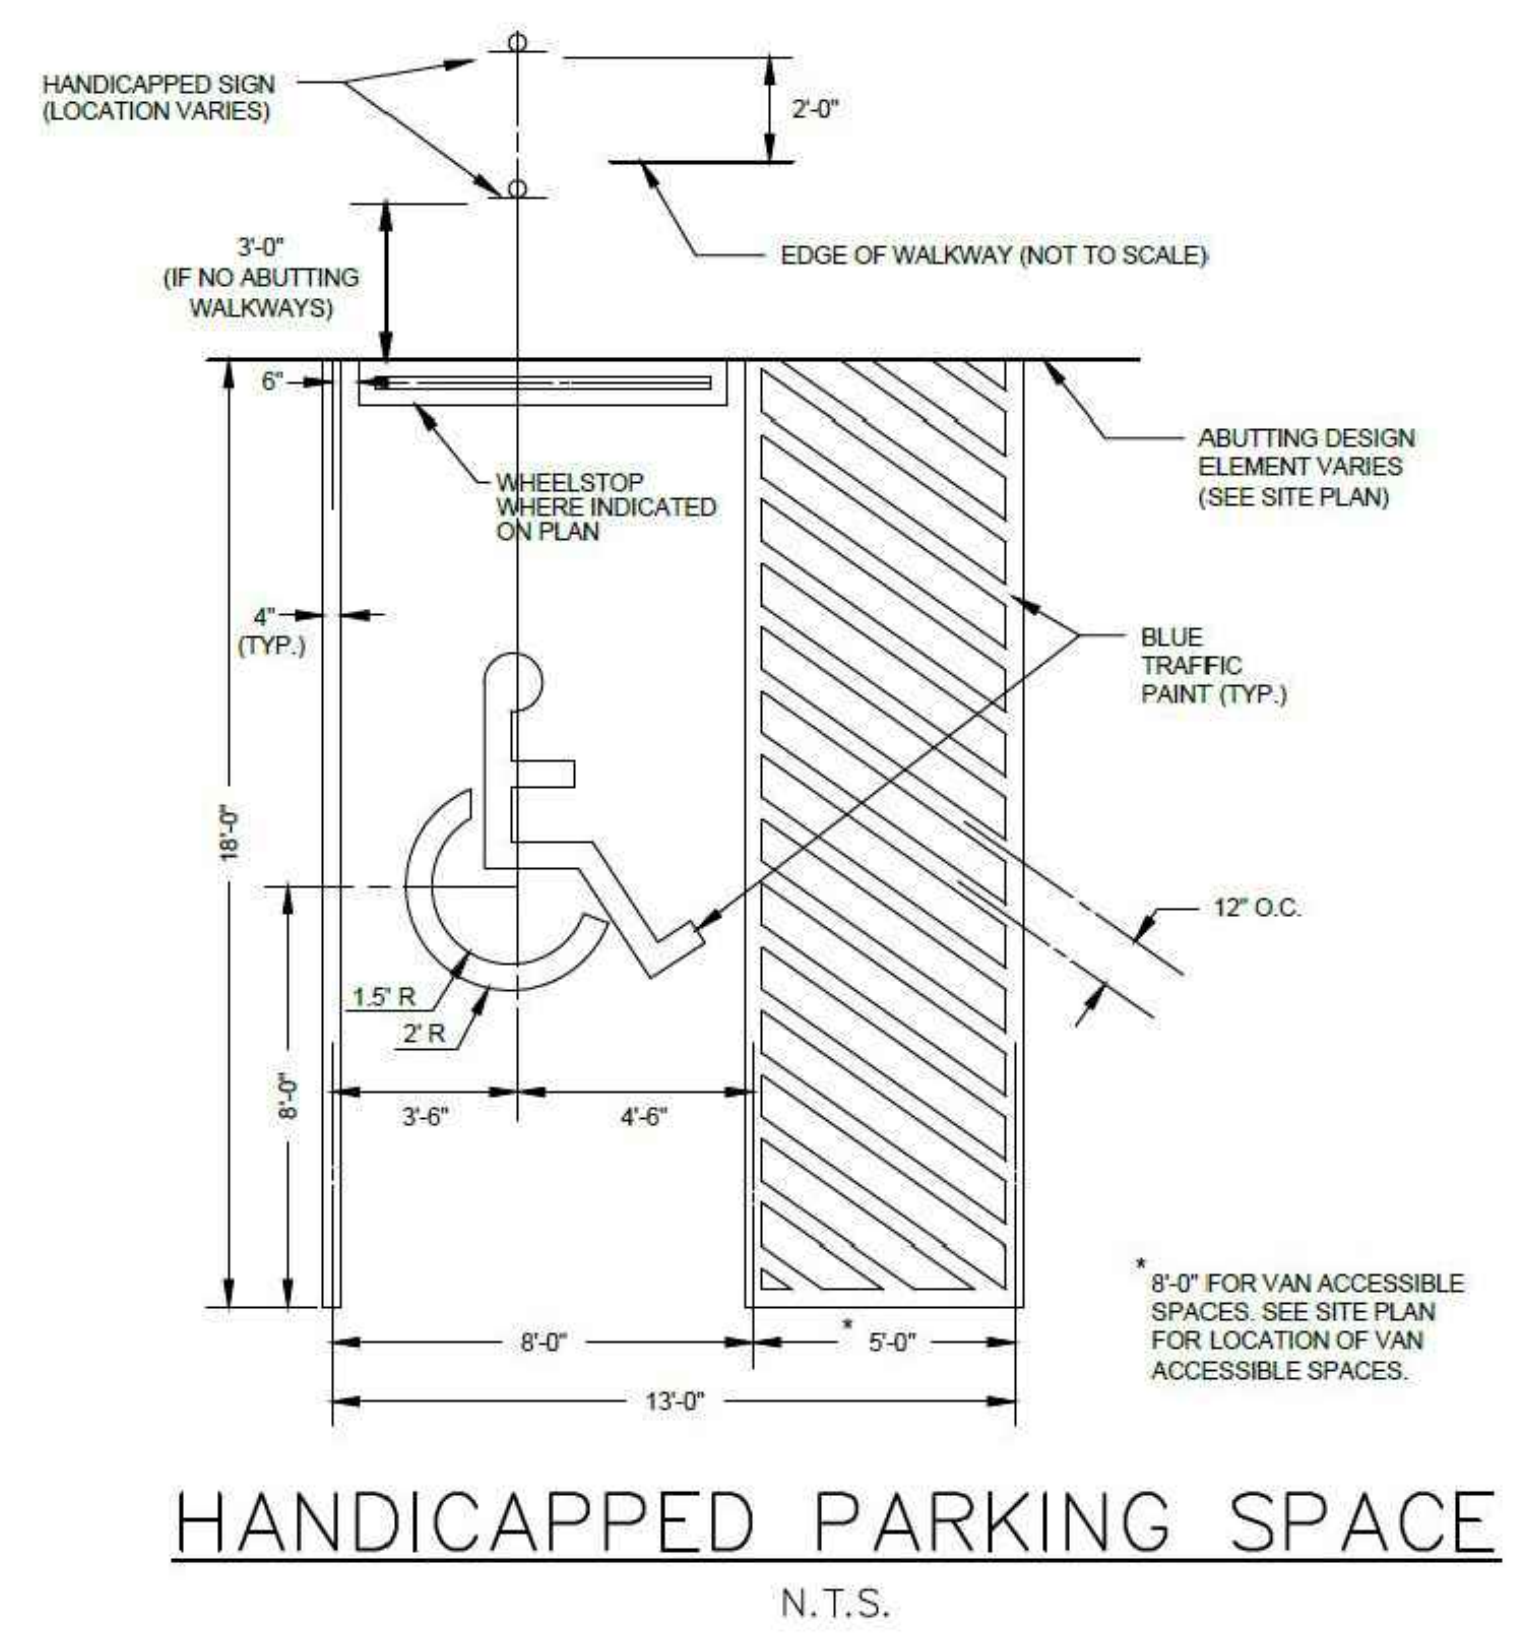 HANDICAPPED SIGN
(LOCATION VARIES)
2'-0"
3'-0"
(IF NO ABUTTING
WALKWAYS)
EDGE OF WALKWAY (NOT TO SCALE)
6"
WHEELSTOP
WHERE INDICATED
ON PLAN
ABUTTING DESIGN
ELEMENT VARIES
(SEE SITE PLAN)
4"
(TYP.)
BLUE
TRAFFIC
PAINT (TYP.)
18'-0"
12" O.C.
1.5" R
2' R
8'-0"
3'-6"
4'-6"
*
8'-0" FOR VAN ACCESSIBLE
SPACES. SEE SITE PLAN
FOR LOCATION OF VAN
ACCESSIBLE SPACES.
8'-0"
* 5'-0"
13'-0"
HANDICAPPED PARKING SPACE
N.T.S.